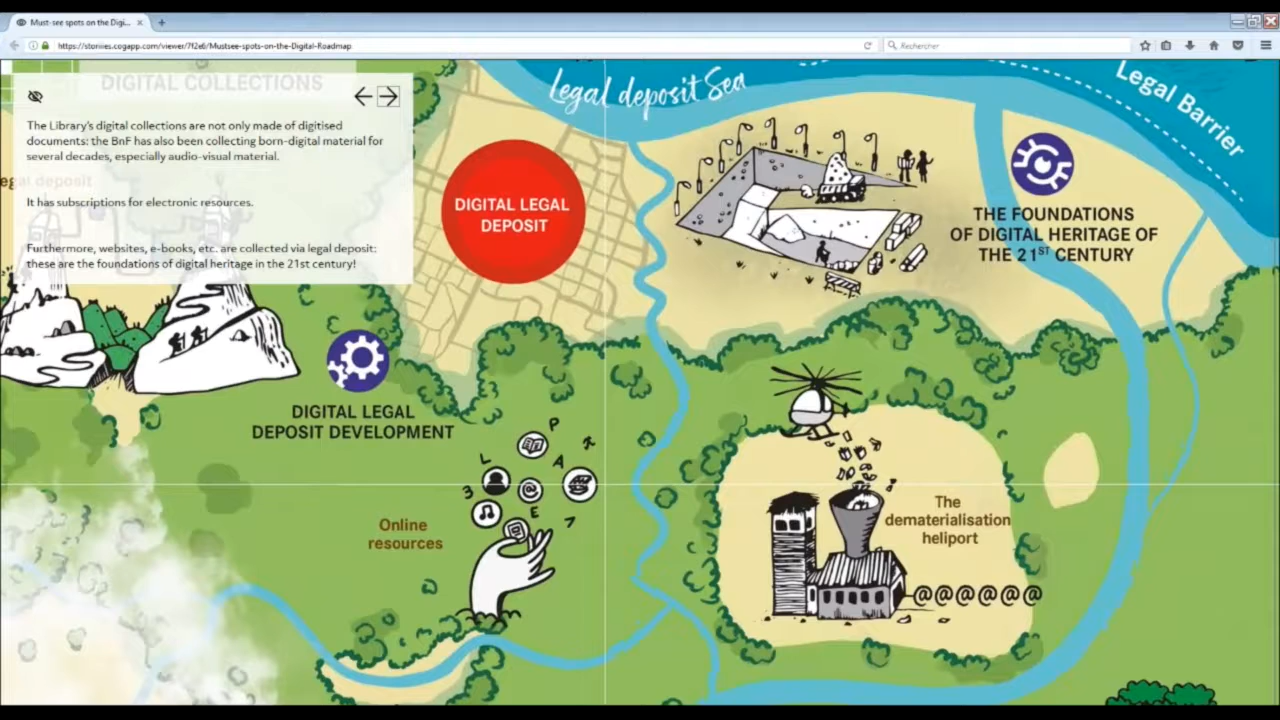 Must-see spots on the Digi...
https://storiies.cogapp.com/viewer/7f2e6/Mustsee-spots-on-the-Digital-Roadmap
Rechercher
DIGITAL COLLECTIONS
The Library's digital collections are not only made of digitised
documents: the BnF has also been collecting born-digital material for
several decades, especially audio-visual material.
egal deposit
It has subscriptions for electronic resources.
Furthermore, websites, e-books, etc. are collected via legal deposit:
these are the foundations of digital heritage in the 21st century!
Legal deposit Sea
Legal Barrier
DIGITAL LEGAL
DEPOSIT
THE FOUNDATIONS
OF DIGITAL HERITAGE OF
THE 21ST CENTURY
DIGITAL LEGAL
DEPOSIT DEVELOPMENT
P
L
A
3
@
E
7
Online
resources
The
dematerialisation
heliport
@@@@@@